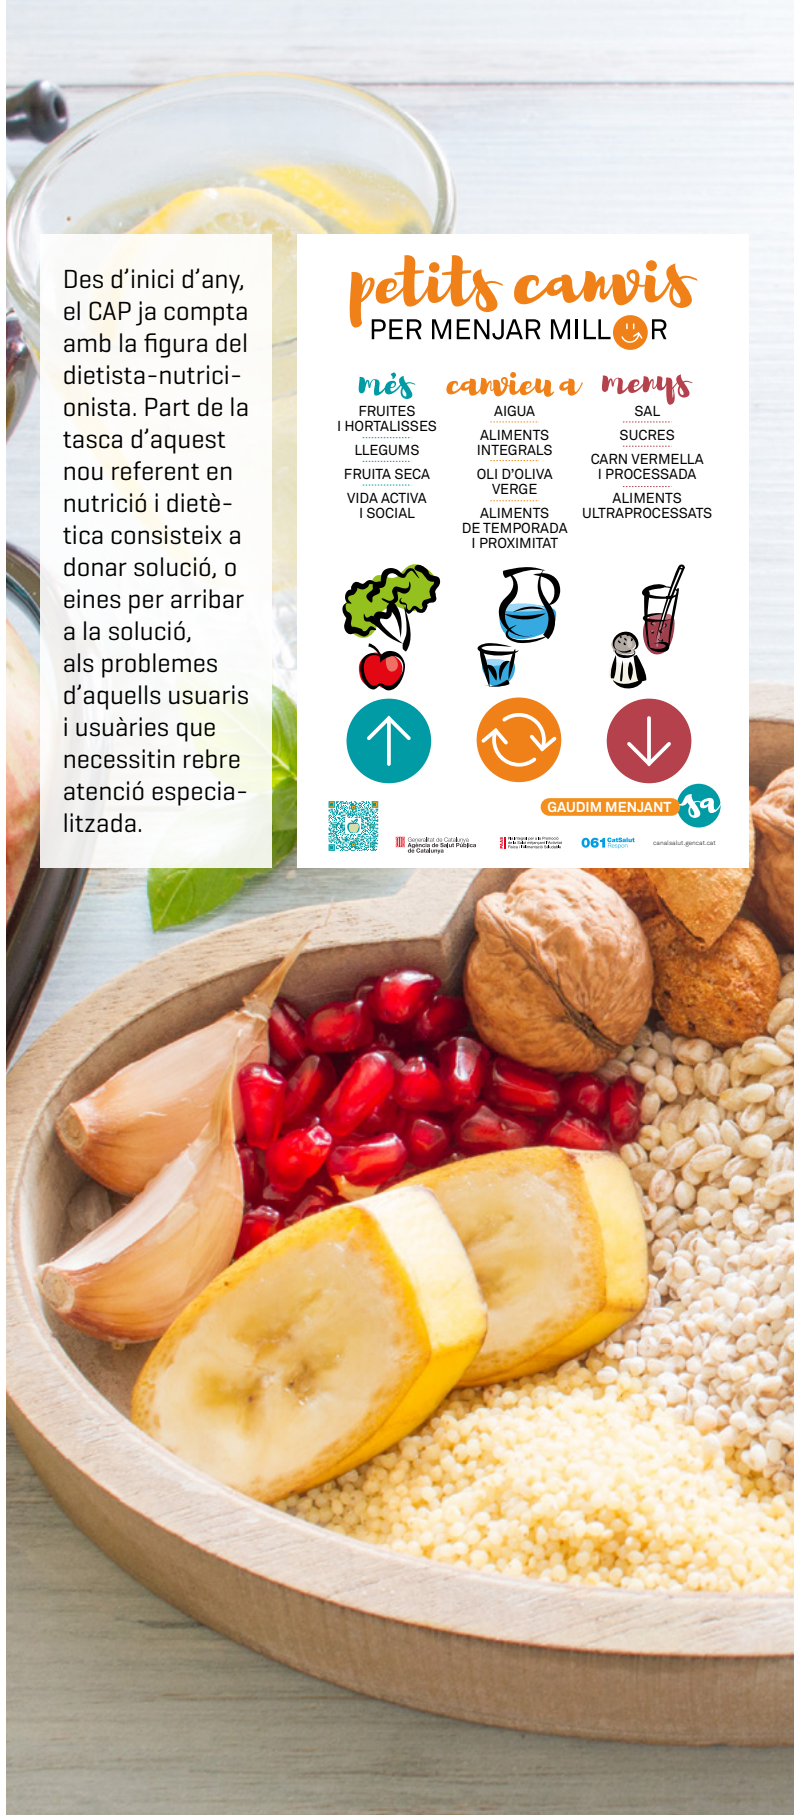 Des d’inici d’any,
el CAP ja compta
amb la figura del
dietista-nutrici-
onista. Part de la
tasca d’aquest
nou referent en
nutrició i dietè-
tica consisteix a
donar solució, o
eines per arribar
a la solució,
als problemes
d’aquells usuaris
i usuàries que
necessitin rebre
atenció especia-
litzada.
petits canvis
PER MENJAR MILLOR
més
FRUITES
I HORTALISSES
LLEGUMS
FRUITA SECA
VIDA ACTIVA
I SOCIAL
canvieu a
AIGUA
ALIMENTS
INTEGRALS
OLI D’OLIVA
VERGE
ALIMENTS
DE TEMPORADA
I PROXIMITAT
menys
SAL
SUCRES
CARN VERMELLA
I PROCESSADA
ALIMENTS
ULTRAPROCESSATS
GAUDIM MENJANT sa
Generalitat de Catalunya
Agència de Salut Pública
de Catalunya
061 CatSalut
Respon
canalsalut.gencat.cat